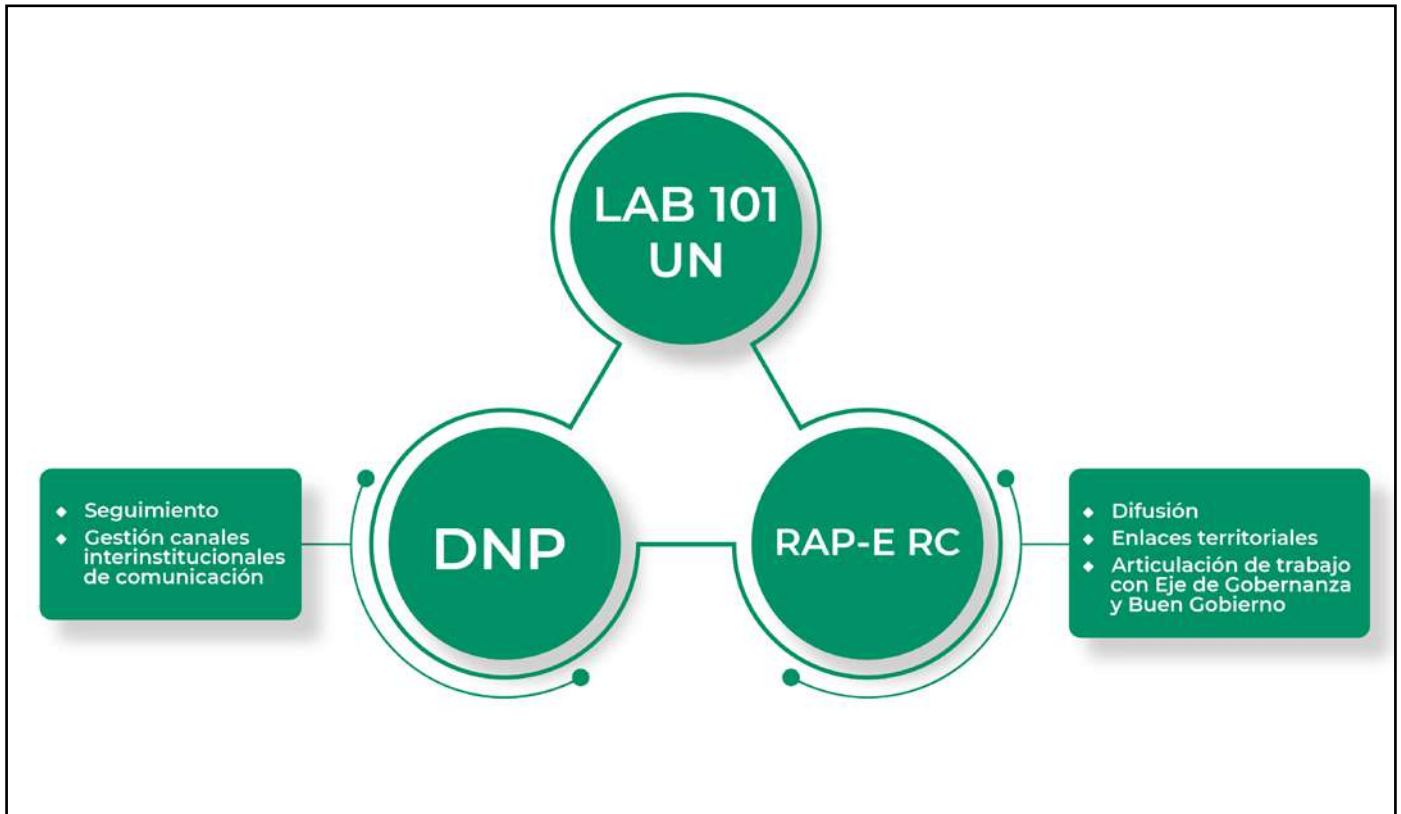 LAB 101
UN
DNP
RAP-E RC
Seguimiento
Gestión canales
interinstitucionales
de comunicación
Difusión
Enlaces territoriales
Articulación de trabajo
con Eje de Gobernanza
y Buen Gobierno